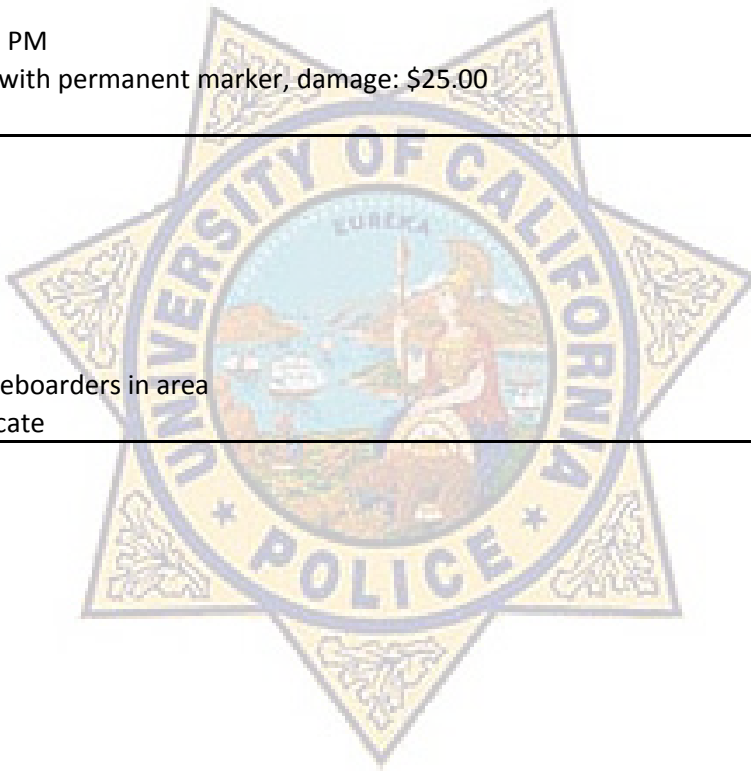 PM
with permanent marker, damage: $25.00
eboarders in area
cate
UNIVERSITY OF CALIFORNIA
EUREKA
POLICE